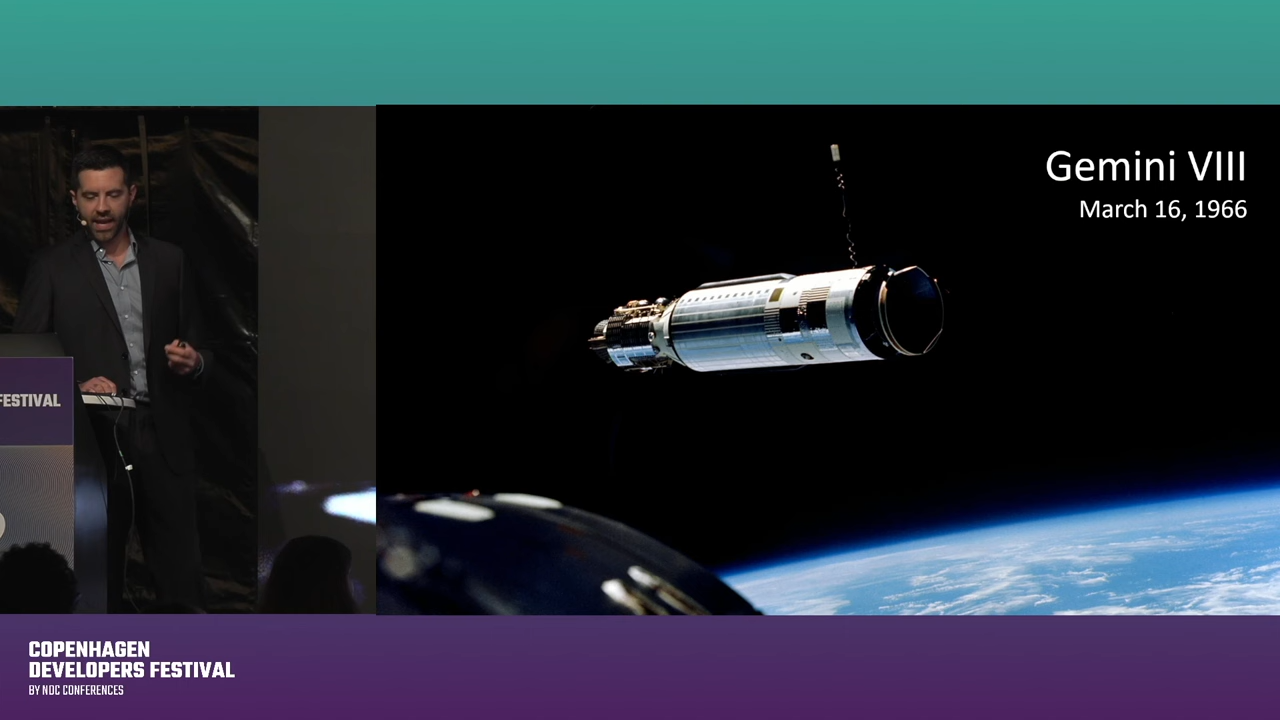 Gemini VIII
March 16, 1966
FESTIVAL
COPENHAGEN
DEVELOPERS FESTIVAL
BY NDC CONFERENCES